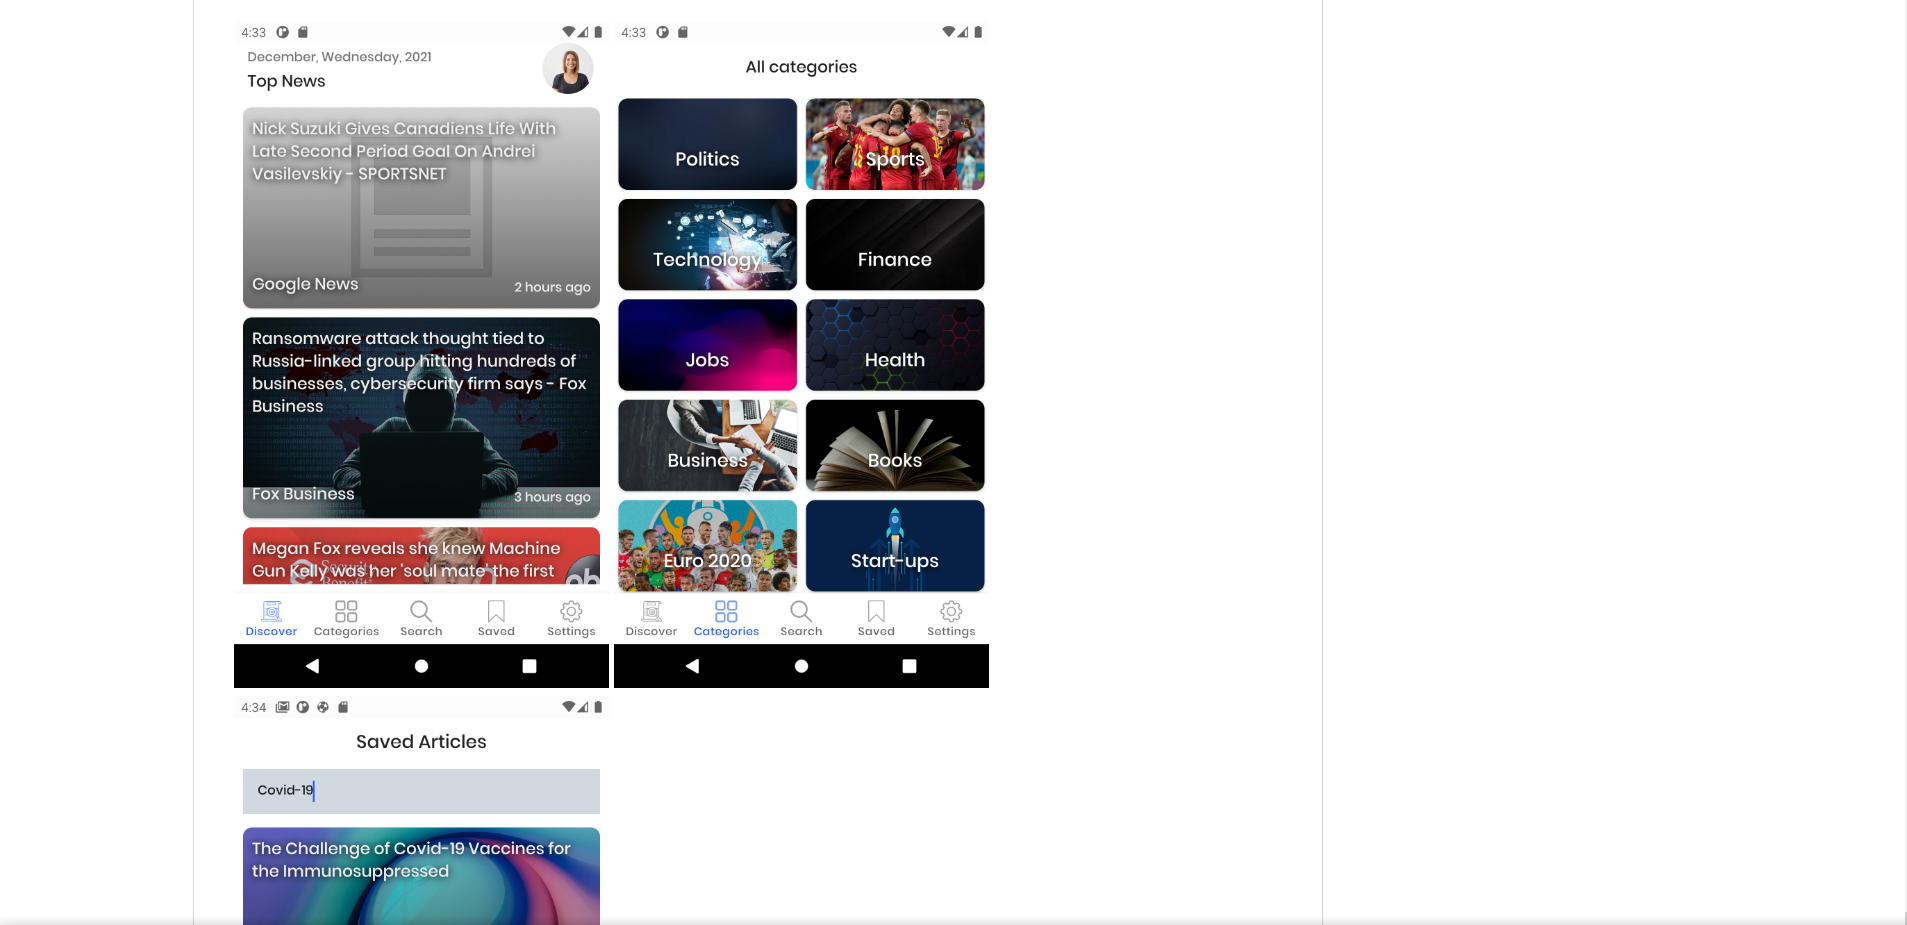 4:33
December, Wednesday, 2021
Top News
Nick Suzuki Gives Canadiens Life With
Late Second Period Goal On Andrei
Vasilevskiy - SPORTSNET
Google News
2 hours ago
Ransomware attack thought tied to
Russia-linked group hitting hundreds of
businesses, cybersecurity firm says - Fox
Business
Fox Business
3 hours ago
Megan Fox reveals she knew Machine
Gun Kelly was her 'soul mate' the first
Security
Benefit
Discover
Categories
Search
Saved
Settings
4:33
All categories
Politics
Sports
Technology
Finance
Jobs
Health
Business
Books
Euro 2020
Start-ups
Discover
Categories
Search
Saved
Settings
4:34
Saved Articles
Covid-19
The Challenge of Covid-19 Vaccines for
the Immunosuppressed